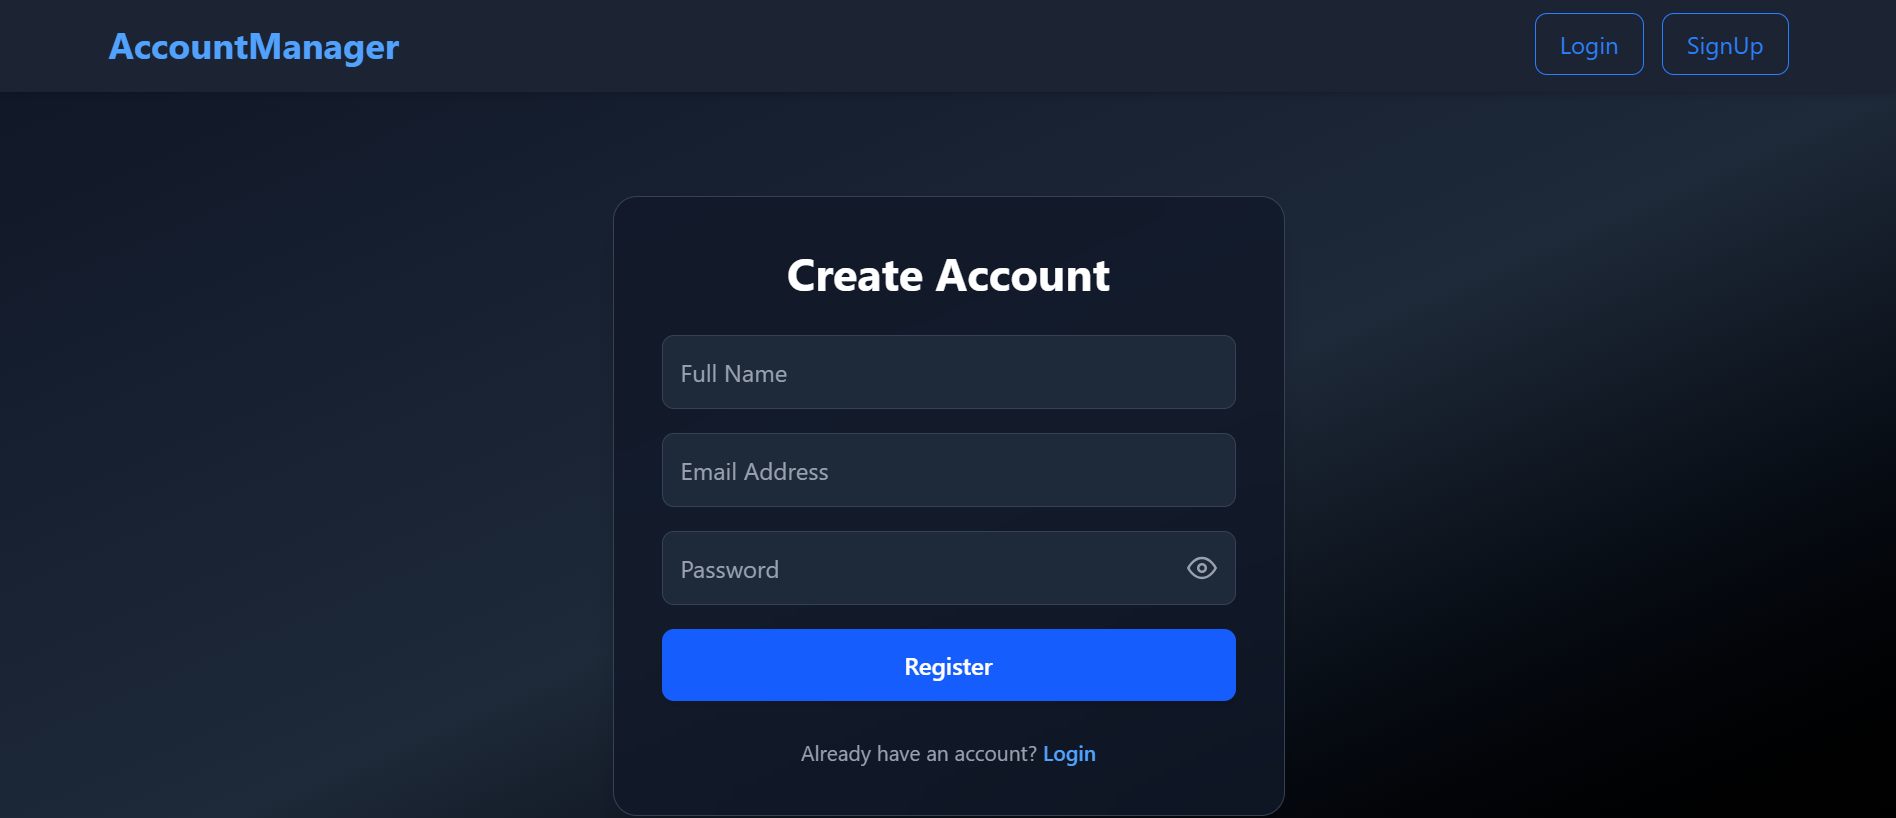 AccountManager
Login
SignUp
Create Account
Full Name
Email Address
Password
Register
Already have an account? Login